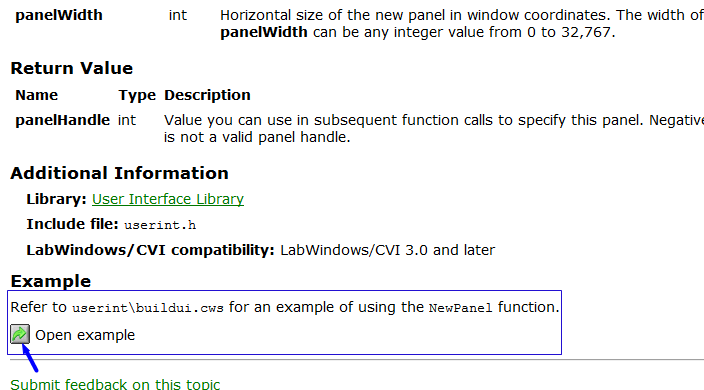 panelWidth int Horizontal size of the new panel in window coordinates. The width of
panelWidth can be any integer value from 0 to 32,767.
Return Value
Name Type Description
panelHandle int Value you can use in subsequent function calls to specify this panel. Negative
is not a valid panel handle.
Additional Information
Library: User Interface Library
Include file: userint.h
LabWindows/CVI compatibility: LabWindows/CVI 3.0 and later
Example
Refer to userint\buildui.cws for an example of using the NewPanel function.
Open example
Submit feedback on this topic